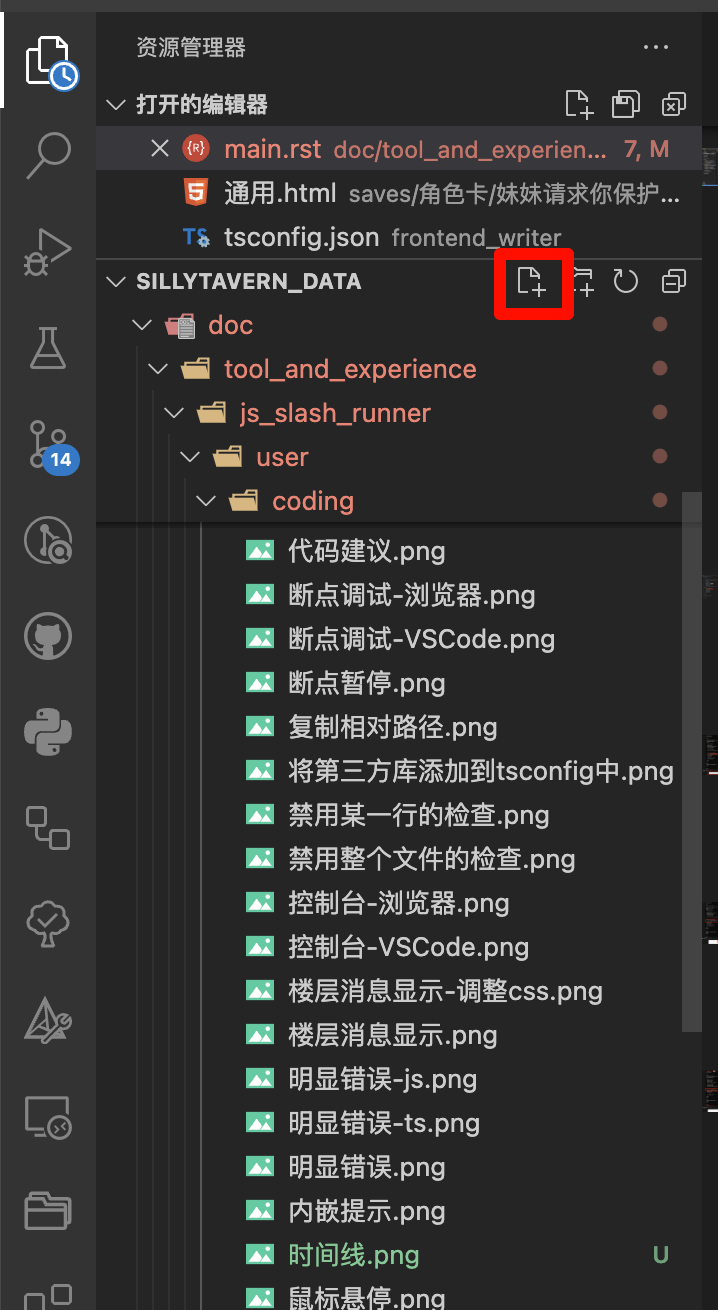 资源管理器
打开的编辑器
main.rst doc/tool_and_experien... 7, M
通用.html saves/角色卡/妹妹请求你保护...
TS tsconfig.json frontend_writer
SILLYTAVERN_DATA
doc
tool_and_experience
js_slash_runner
user
14
coding
代码建议.png
断点调试-浏览器.png
断点调试-VSCode.png
断点暂停.png
复制相对路径.png
将第三方库添加到tsconfig中.png
禁用某一行的检查.png
禁用整个文件的检查.png
控制台-浏览器.png
控制台-VSCode.png
楼层消息显示-调整css.png
楼层消息显示.png
明显错误-js.png
明显错误-ts.png
明显错误.png
内嵌提示.png
时间线.png U
鼠标悬停.png